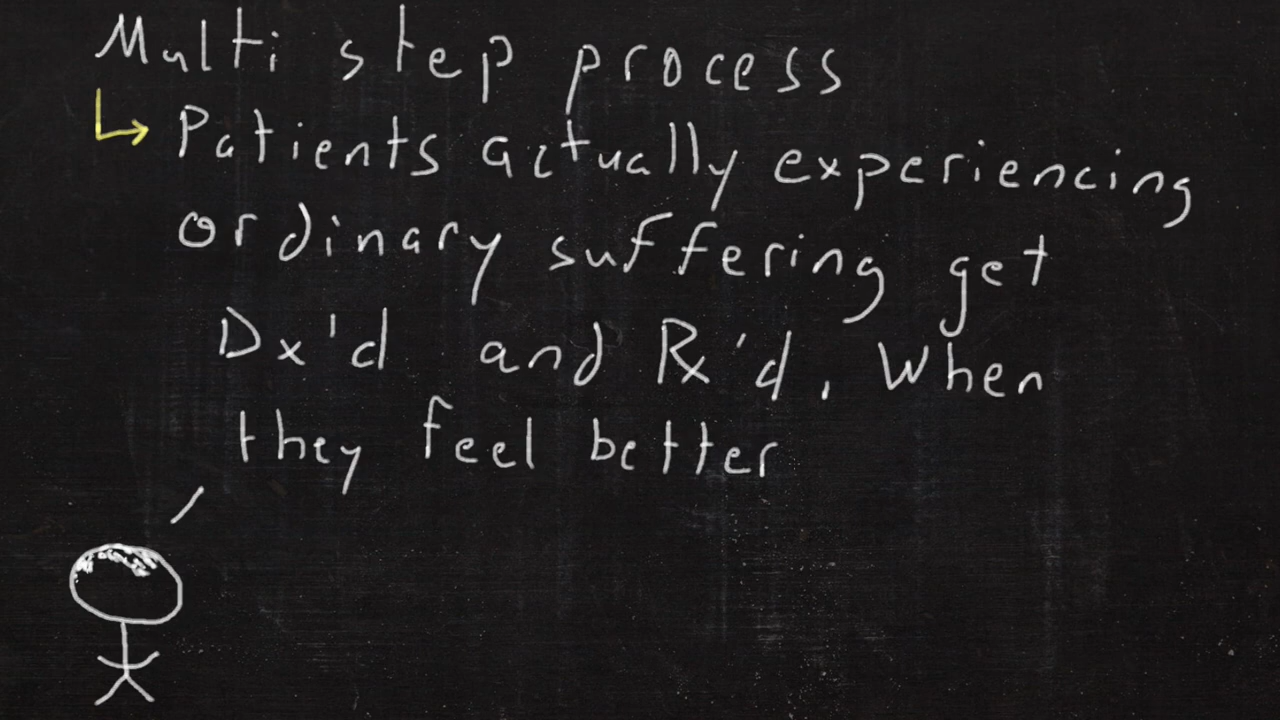 Multi step process
Patients actually experiencing
ordinary suffering get
Dx'd and Rx'd. When
they feel better